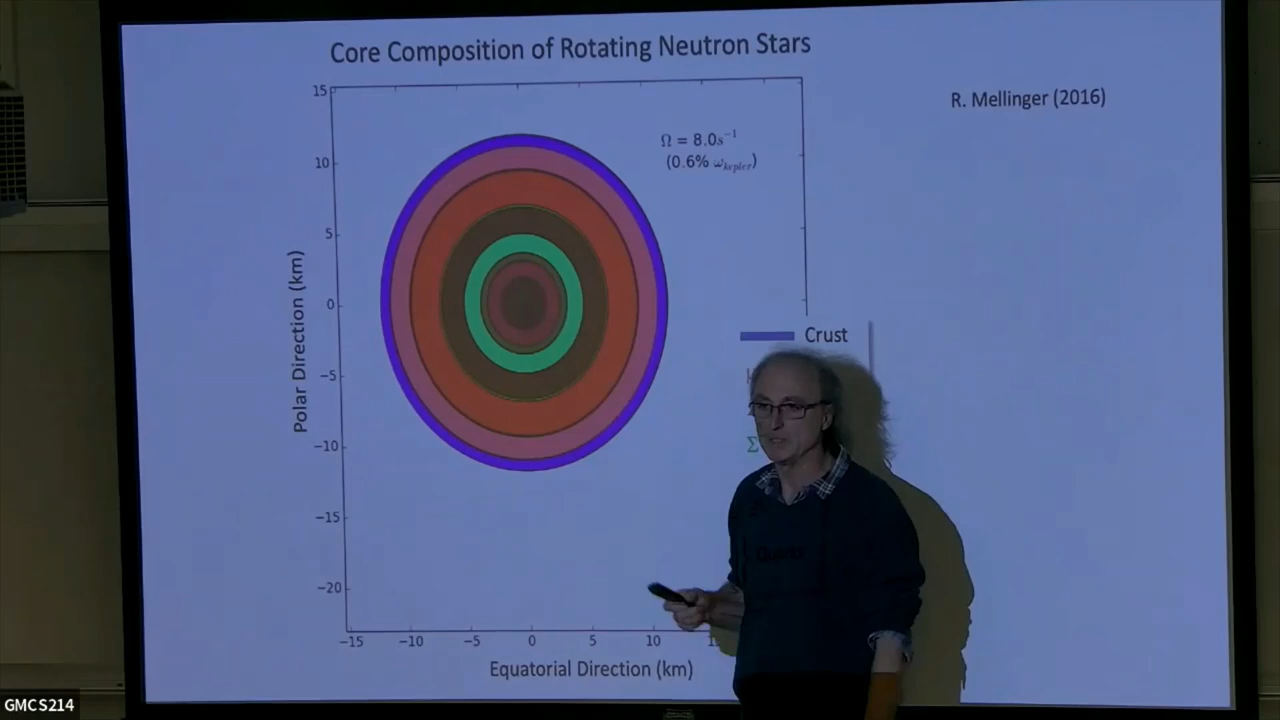 Core Composition of Rotating Neutron Stars
R. Mellinger (2016)
Ω = 8.0s⁻¹
(0.6% ω_kepler)
15
10
5
0
−5
−10
−15
−20
Polar Direction (km)
Crust
Σ
−15 −10 −5 0 5 10
Equatorial Direction (km)
GMCS214